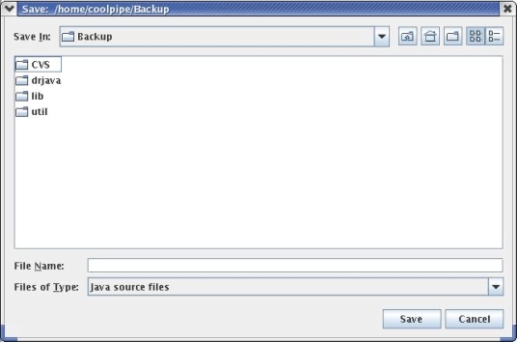 Save: /home/coolpipe/Backup
Save In: Backup
CVS
drjava
lib
util
File Name:
Files of Type: Java source files
Save Cancel